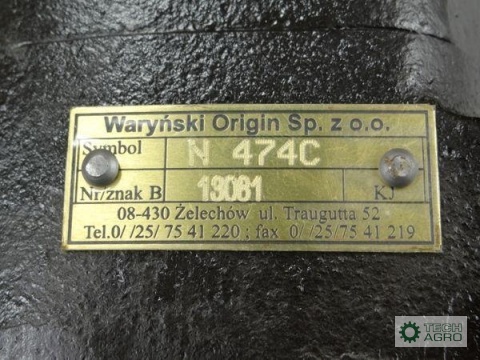 Waryński Origin Sp. z o.o.
Symbol N 474C
Nr/znak B 13081 KJ
08-430 Żelechów ul. Traugutta 52
Tel.0/ /25/ 75 41 220 ; fax 0/ /25/75 41 219
TECH
AGRO